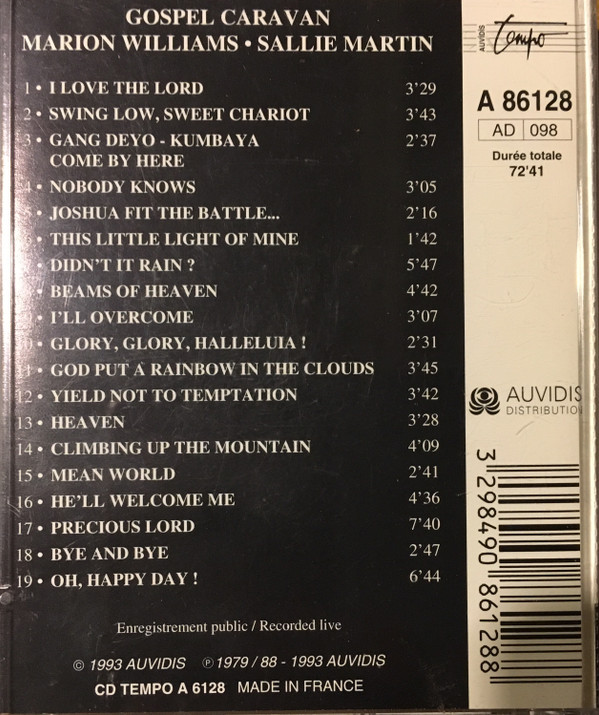 GOSPEL CARAVAN
MARION WILLIAMS • SALLIE MARTIN
1 • I LOVE THE LORD 3'29
2 • SWING LOW, SWEET CHARIOT 3'43
3 • GANG DEYO - KUMBAYA 2'37
COME BY HERE
4 • NOBODY KNOWS 3'05
5 • JOSHUA FIT THE BATTLE... 2'16
• THIS LITTLE LIGHT OF MINE 1'42
• DIDN'T IT RAIN ? 5'47
• BEAMS OF HEAVEN 4'42
• I'LL OVERCOME 3'07
0 • GLORY, GLORY, HALLELUIA ! 2'31
11 • GOD PUT A RAINBOW IN THE CLOUDS 3'45
12 • YIELD NOT TO TEMPTATION 3'42
13 • HEAVEN 3'28
14 • CLIMBING UP THE MOUNTAIN 4'09
15 • MEAN WORLD 2'41
16 • HE'LL WELCOME ME 4'36
17 • PRECIOUS LORD 7'40
18 • BYE AND BYE 2'47
19 • OH, HAPPY DAY ! 6'44
Enregistrement public / Recorded live
© 1993 AUVIDIS ℗ 1979 / 88 - 1993 AUVIDIS
CD TEMPO A 6128 MADE IN FRANCE
AUVIDIS
Tempo
A 86128
AD 098
Durée totale
72'41
AUVIDIS
DISTRIBUTIO
3 298490 861288